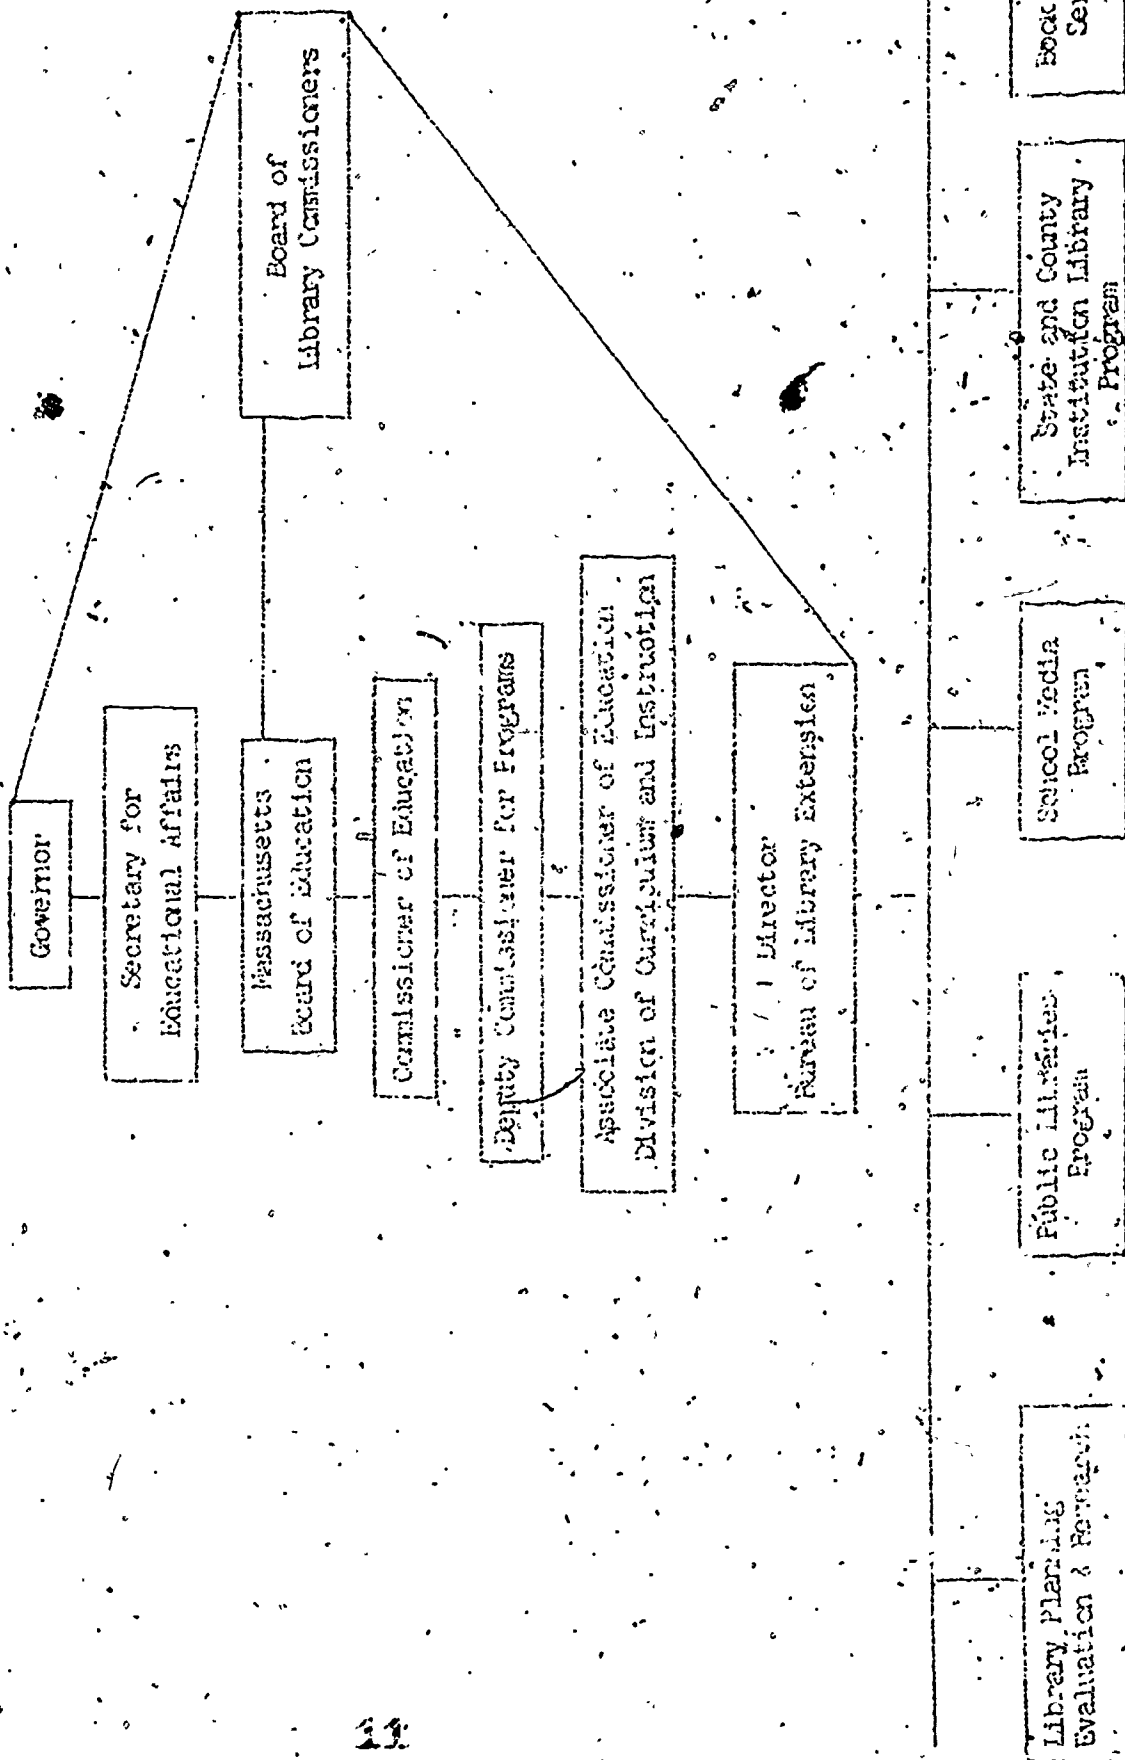 Governor
Secretary for
Educational Affairs
Massachusetts
Board of Education
Board of
Library Commissioners
Commissioner of Education
Deputy Commissioner for Programs
Associate Commissioner of Education
Division of Curriculum and Instruction
Director
Bureau of Library Extension
Library Planning
Evaluation & Research
Public Libraries
Program
School Media
Program
State and County
Institution Library
Program
11